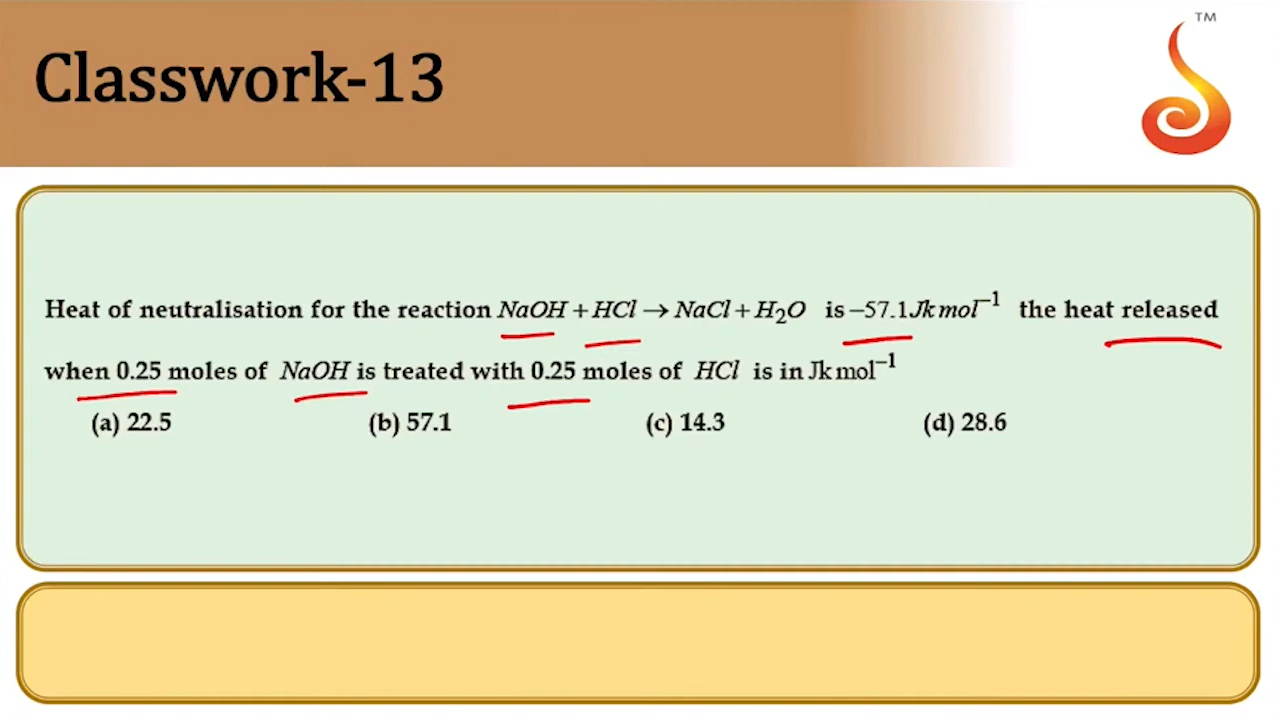 TM
Classwork-13
Heat of neutralisation for the reaction NaOH + HCl → NaCl + H₂O is −57.1 Jk mol⁻¹ the heat released
when 0.25 moles of NaOH is treated with 0.25 moles of HCl is in Jk mol⁻¹
(a) 22.5 (b) 57.1 (c) 14.3 (d) 28.6